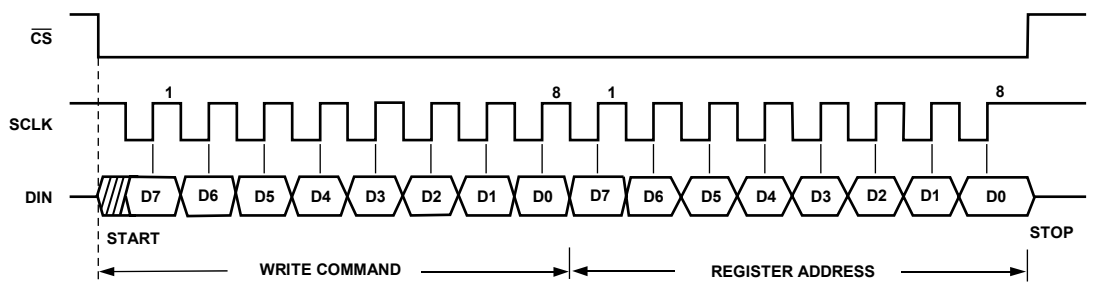 CS
1 8 1 8
SCLK
DIN D7 D6 D5 D4 D3 D2 D1 D0 D7 D6 D5 D4 D3 D2 D1 D0
START STOP
WRITE COMMAND REGISTER ADDRESS